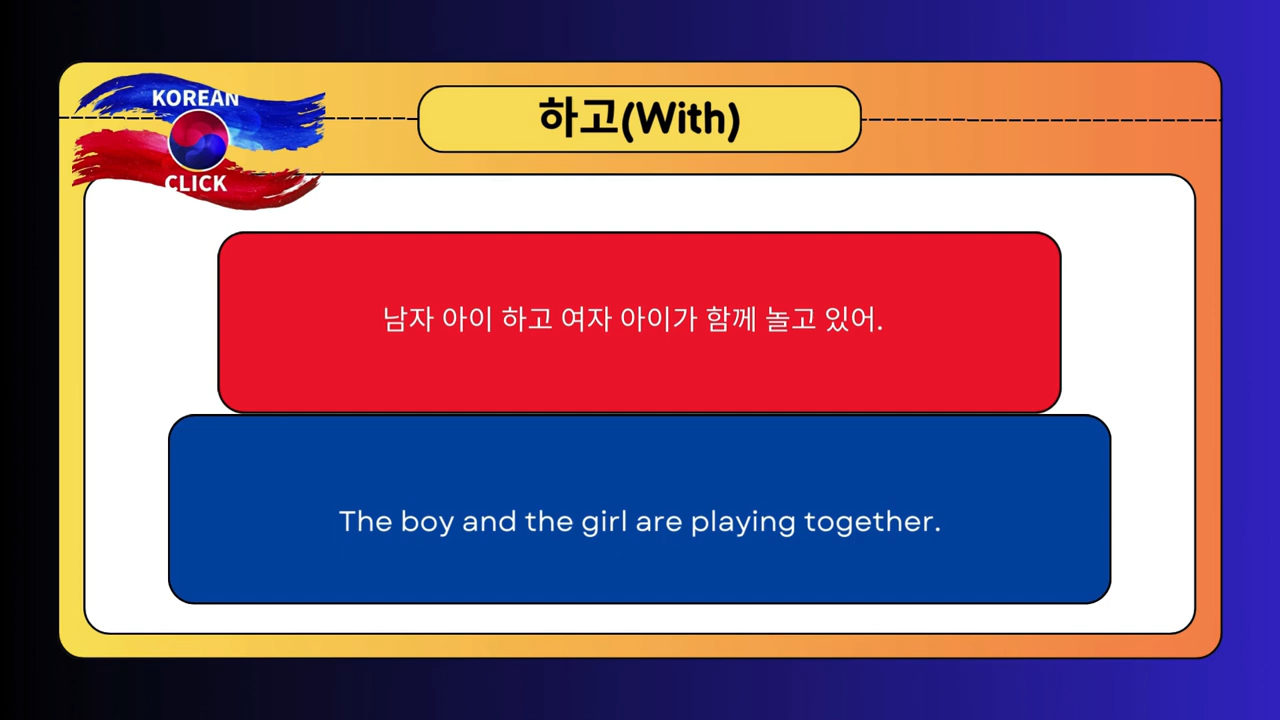 KOREAN
CLICK
하고(With)
남자 아이 하고 여자 아이가 함께 놀고 있어.
The boy and the girl are playing together.